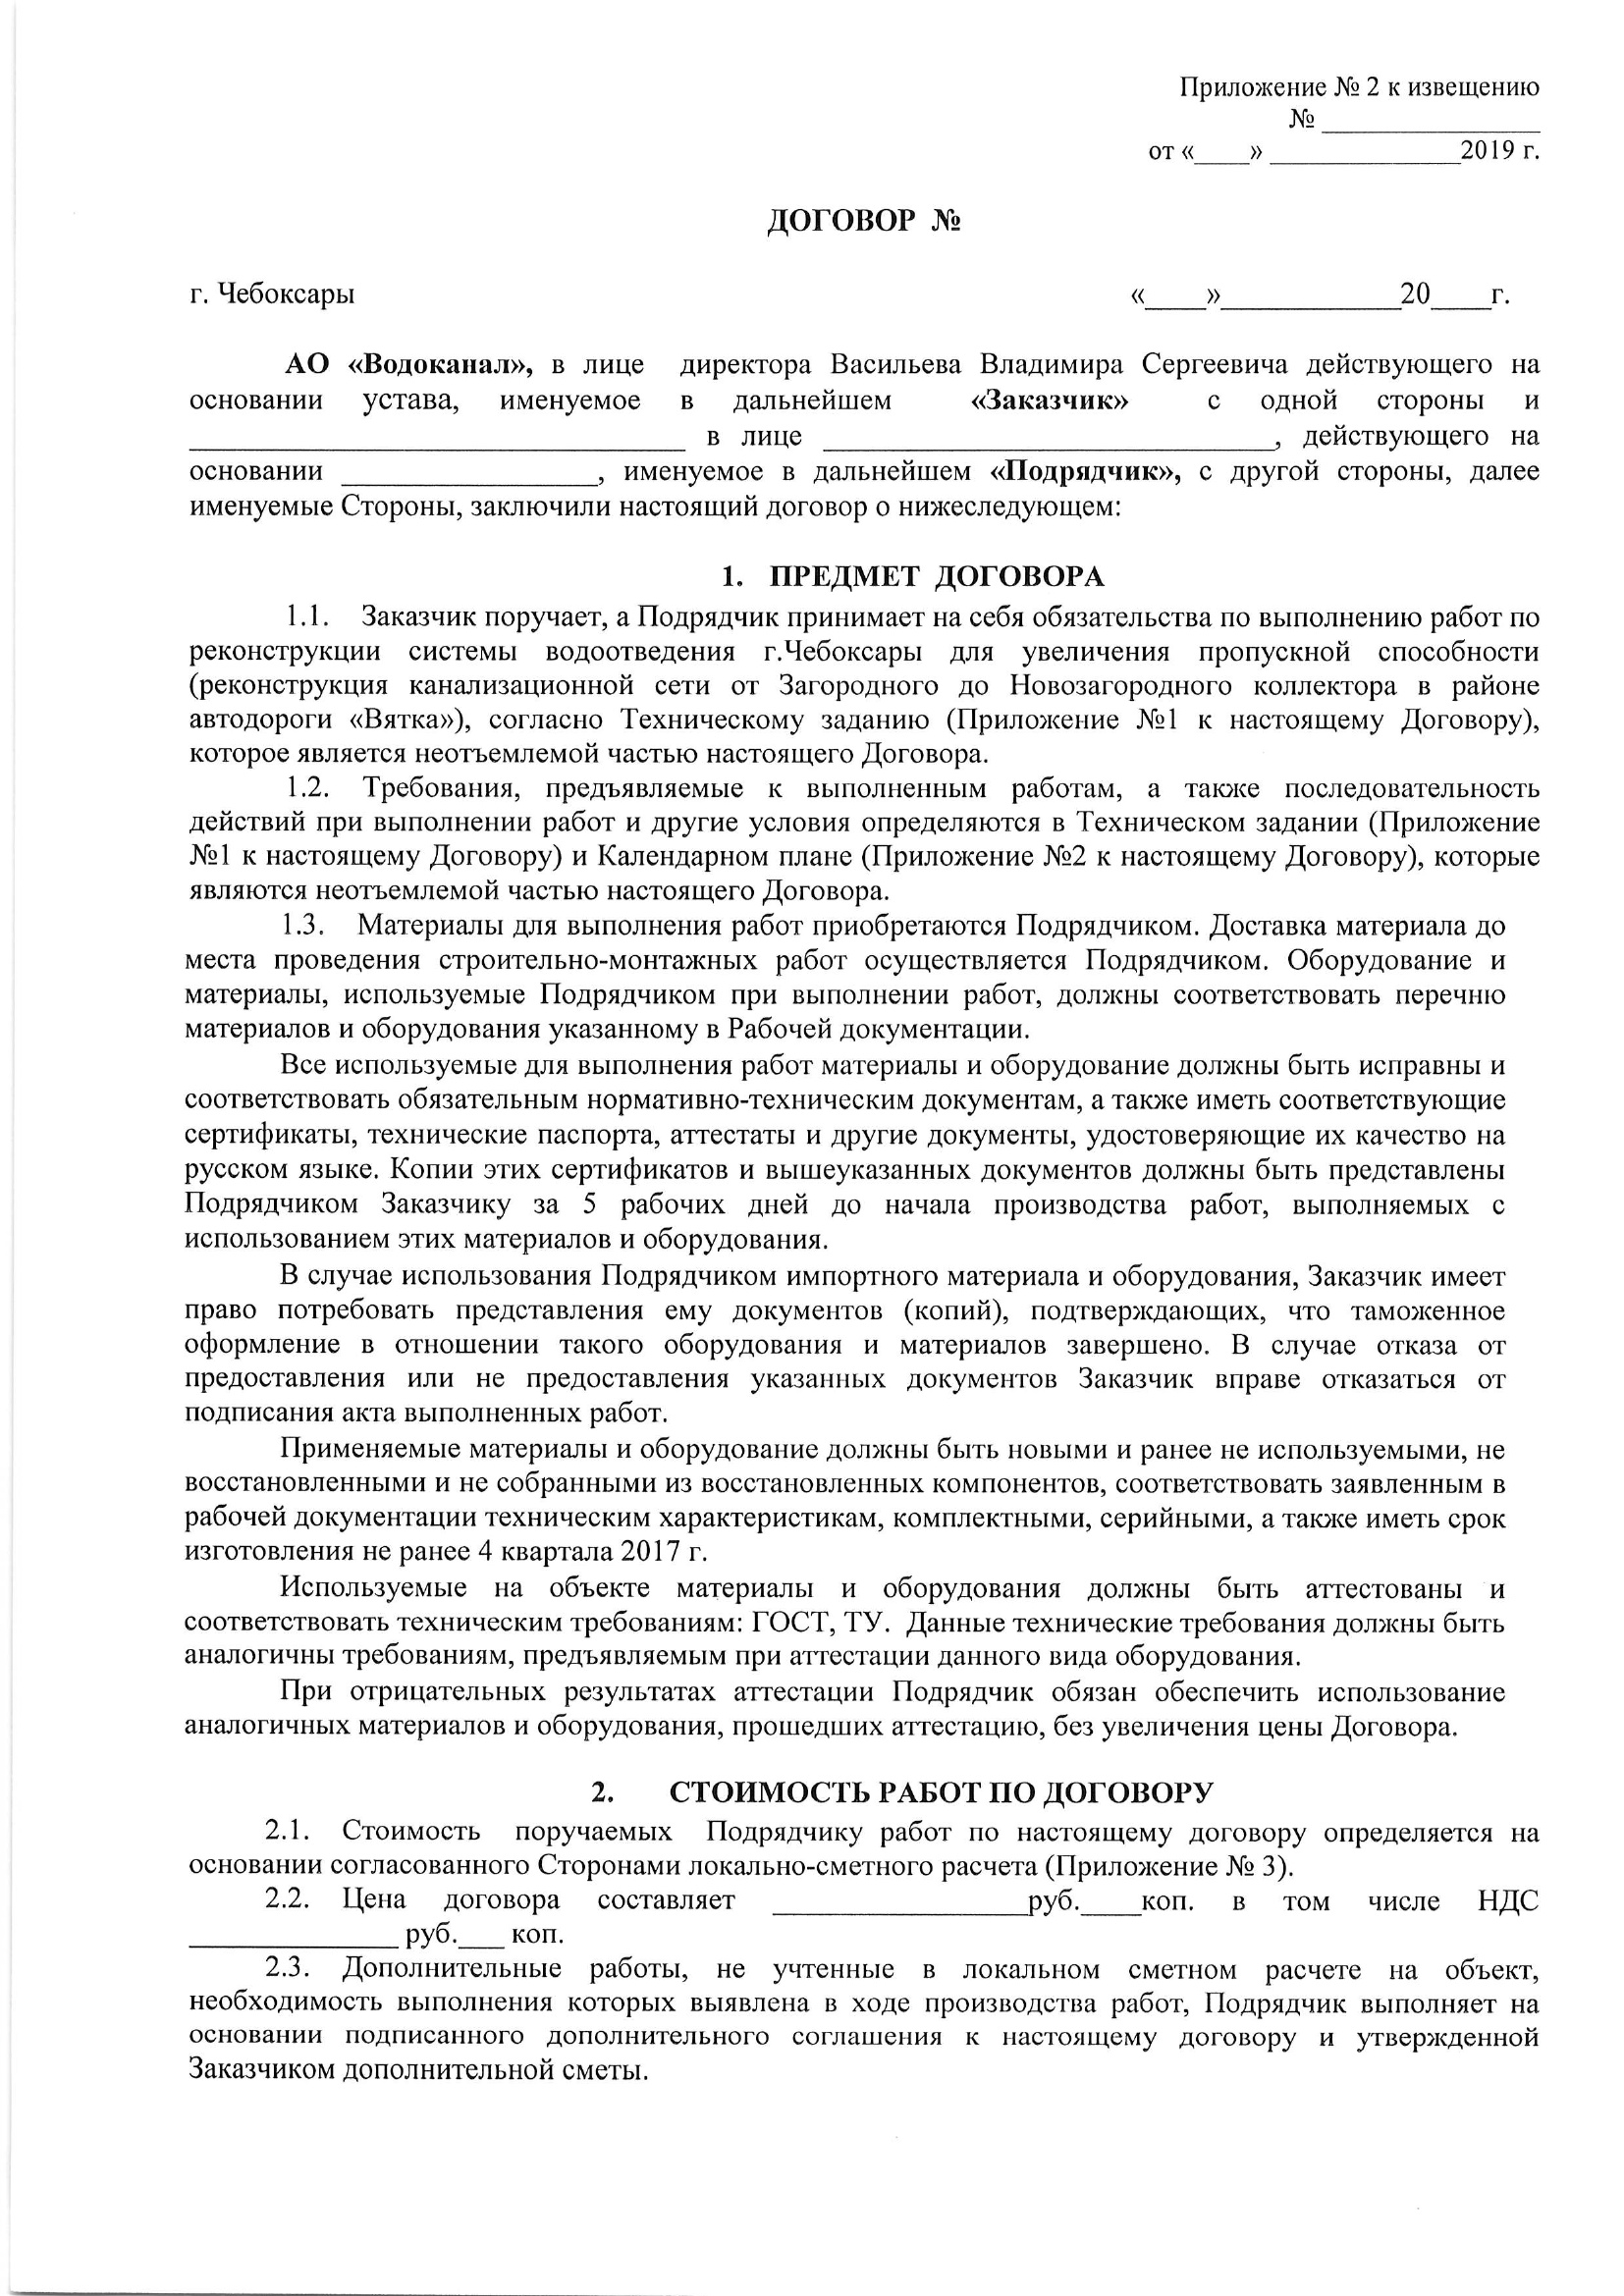 Приложение № 2 к извещению
№ ________________
от «____» ______________2019 г.
ДОГОВОР №
г. Чебоксары «____»____________20____г.
АО «Водоканал», в лице директора Васильева Владимира Сергеевича действующего на
основании устава, именуемое в дальнейшем «Заказчик» с одной стороны и
_________________________________ в лице ______________________________, действующего на
основании _________________, именуемое в дальнейшем «Подрядчик», с другой стороны, далее
именуемые Стороны, заключили настоящий договор о нижеследующем:
1. ПРЕДМЕТ ДОГОВОРА
1.1. Заказчик поручает, а Подрядчик принимает на себя обязательства по выполнению работ по
реконструкции системы водоотведения г.Чебоксары для увеличения пропускной способности
(реконструкция канализационной сети от Загородного до Новозагородного коллектора в районе
автодороги «Вятка»), согласно Техническому заданию (Приложение №1 к настоящему Договору),
которое является неотъемлемой частью настоящего Договора.
1.2. Требования, предъявляемые к выполненным работам, а также последовательность
действий при выполнении работ и другие условия определяются в Техническом задании (Приложение
№1 к настоящему Договору) и Календарном плане (Приложение №2 к настоящему Договору), которые
являются неотъемлемой частью настоящего Договора.
1.3. Материалы для выполнения работ приобретаются Подрядчиком. Доставка материала до
места проведения строительно-монтажных работ осуществляется Подрядчиком. Оборудование и
материалы, используемые Подрядчиком при выполнении работ, должны соответствовать перечню
материалов и оборудования указанному в Рабочей документации.
Все используемые для выполнения работ материалы и оборудование должны быть исправны и
соответствовать обязательным нормативно-техническим документам, а также иметь соответствующие
сертификаты, технические паспорта, аттестаты и другие документы, удостоверяющие их качество на
русском языке. Копии этих сертификатов и вышеуказанных документов должны быть представлены
Подрядчиком Заказчику за 5 рабочих дней до начала производства работ, выполняемых с
использованием этих материалов и оборудования.
В случае использования Подрядчиком импортного материала и оборудования, Заказчик имеет
право потребовать представления ему документов (копий), подтверждающих, что таможенное
оформление в отношении такого оборудования и материалов завершено. В случае отказа от
предоставления или не предоставления указанных документов Заказчик вправе отказаться от
подписания акта выполненных работ.
Применяемые материалы и оборудование должны быть новыми и ранее не используемыми, не
восстановленными и не собранными из восстановленных компонентов, соответствовать заявленным в
рабочей документации техническим характеристикам, комплектными, серийными, а также иметь срок
изготовления не ранее 4 квартала 2017 г.
Используемые на объекте материалы и оборудования должны быть аттестованы и
соответствовать техническим требованиям: ГОСТ, ТУ. Данные технические требования должны быть
аналогичны требованиям, предъявляемым при аттестации данного вида оборудования.
При отрицательных результатах аттестации Подрядчик обязан обеспечить использование
аналогичных материалов и оборудования, прошедших аттестацию, без увеличения цены Договора.
2. СТОИМОСТЬ РАБОТ ПО ДОГОВОРУ
2.1. Стоимость поручаемых Подрядчику работ по настоящему договору определяется на
основании согласованного Сторонами локально-сметного расчета (Приложение № 3).
2.2. Цена договора составляет _________________руб.____коп. в том числе НДС
______________ руб.___ коп.
2.3. Дополнительные работы, не учтенные в локальном сметном расчете на объект,
необходимость выполнения которых выявлена в ходе производства работ, Подрядчик выполняет на
основании подписанного дополнительного соглашения к настоящему договору и утвержденной
Заказчиком дополнительной сметы.